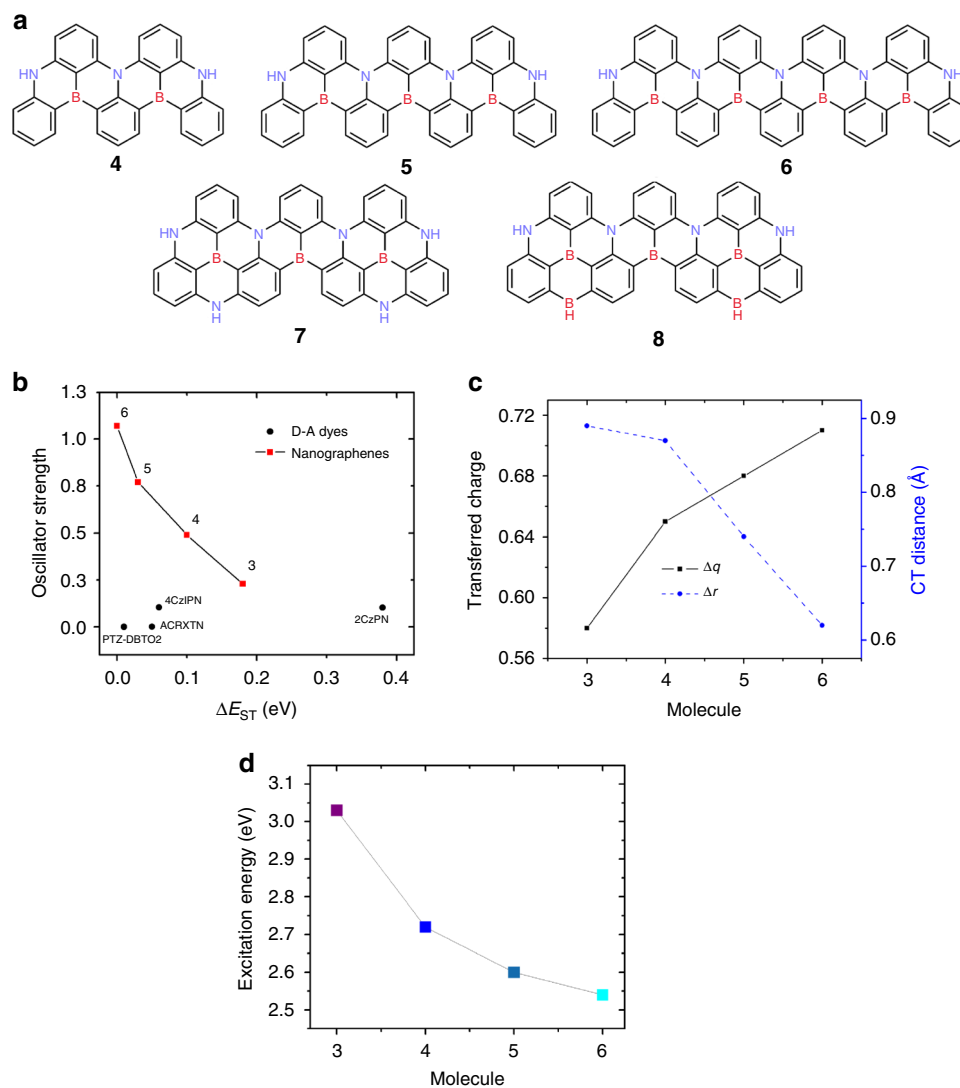 a
HN N NH
B B
4
HN N N NH
B B B
5
HN N N N NH
B B B B
6
HN N N NH
B B B
N N
H H
7
HN N N NH
B B B
B B
H H
8
b
1.3
1.0
0.8
0.5
0.3
0.0
Oscillator strength
6
5
4
3
D-A dyes
Nanographenes
4CzIPN
PTZ-DBTO2
ACRXTN
2CzPN
0.0 0.1 0.2 0.3 0.4
ΔE_ST (eV)
c
0.72
0.68
0.64
0.60
0.56
Transferred charge
Δq
Δr
0.9
0.8
0.7
0.6
CT distance (Å)
3 4 5 6
Molecule
d
3.1
3.0
2.9
2.8
2.7
2.6
2.5
Excitation energy (eV)
3 4 5 6
Molecule